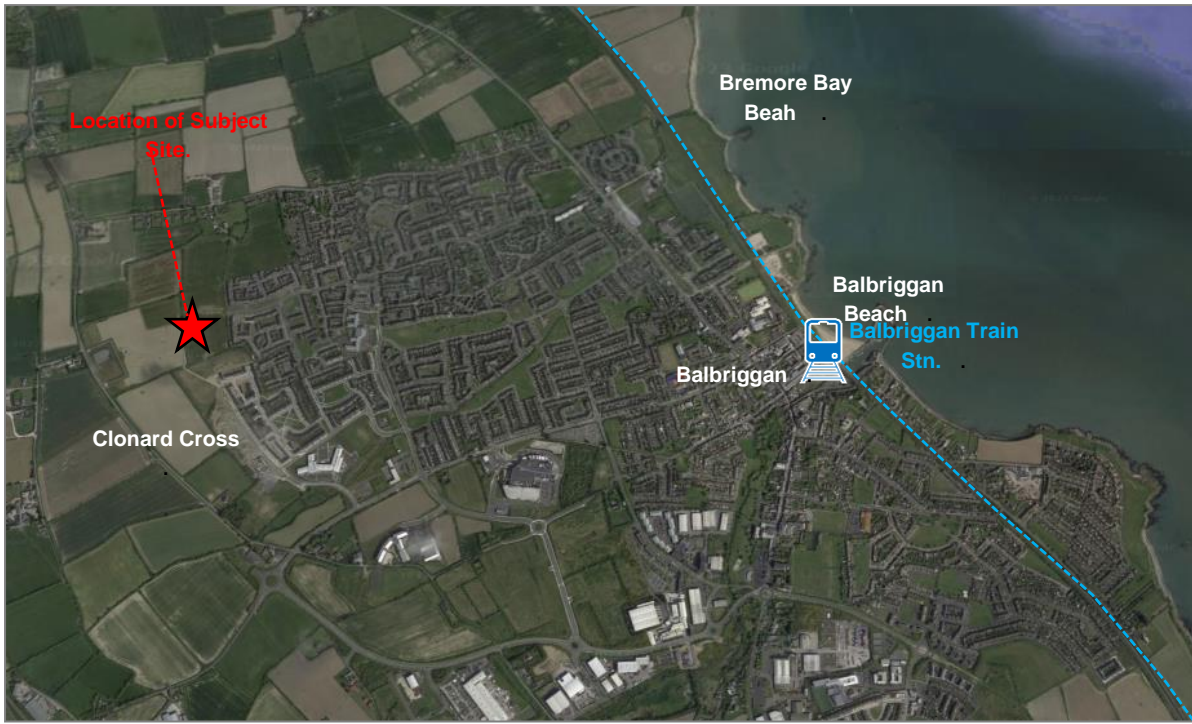 Bremore Bay
Beah
Location of Subject
Site.
Balbriggan
Beach
Balbriggan Train
Stn.
Balbriggan
Clonard Cross